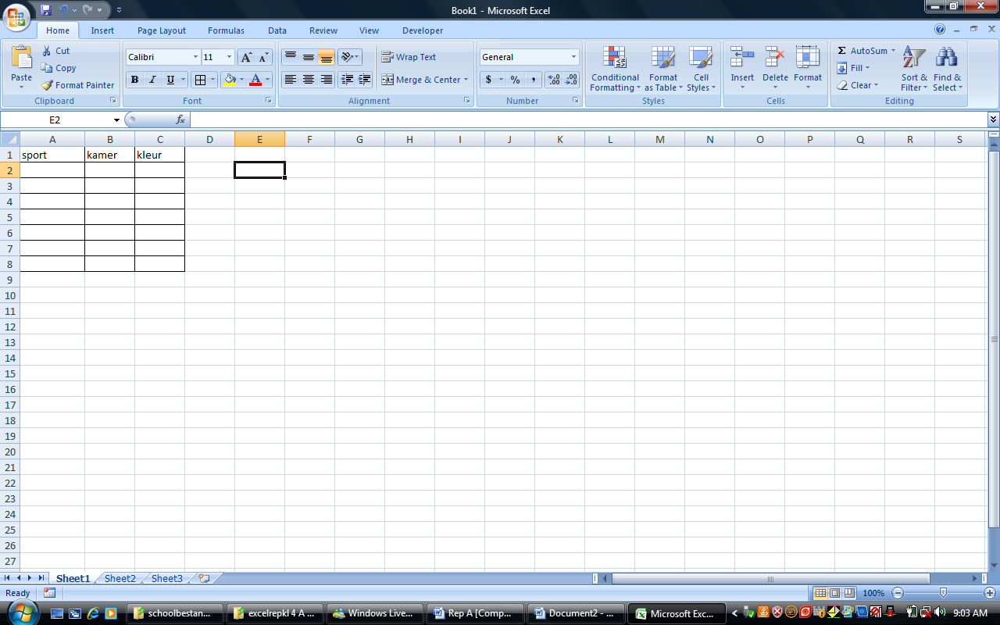 Book1 - Microsoft Excel
Home Insert Page Layout Formulas Data Review View Developer
Paste
Cut
Copy
Format Painter
Clipboard
Calibri 11
B I U
Font
Wrap Text
Merge & Center
Alignment
General
$ % ,
Number
Conditional Formatting
Format as Table
Cell Styles
Styles
Insert Delete Format
Cells
AutoSum
Fill
Clear
Sort & Filter
Find & Select
Editing
E2 fx
A B C D E F G H I J K L M N O P Q R S
1 sport kamer kleur
2
3
4
5
6
7
8
9
10
11
12
13
14
15
16
17
18
19
20
21
22
23
24
25
26
27
Sheet1 Sheet2 Sheet3
Ready 100%
schoolbestan... excelrepkl 4 A ... Windows Live... Rep A [Comp... Document2 - ... Microsoft Exc... 9:03 AM